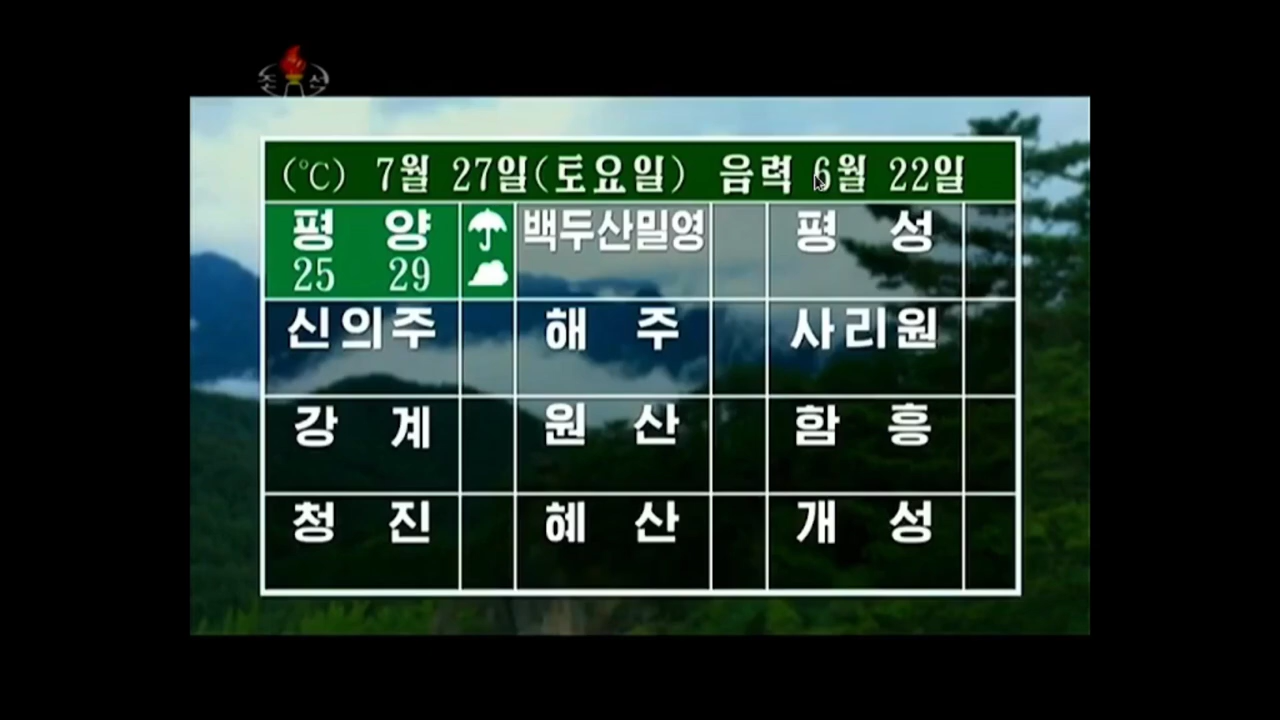 조선
(℃) 7월 27일(토요일) 음력 6월 22일
평양 백두산밀영 평성
25 29
신의주 해주 사리원
강계 원산 함흥
청진 혜산 개성